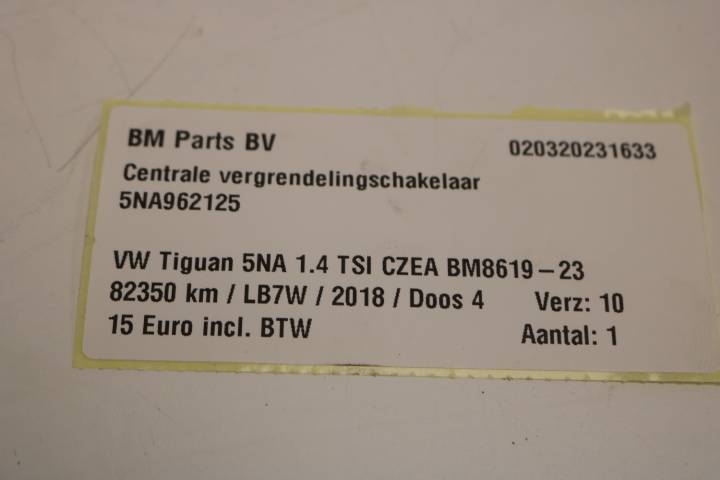 BM Parts BV 020320231633
Centrale vergrendelingschakelaar
5NA962125
VW Tiguan 5NA 1.4 TSI CZEA BM8619-23
82350 km / LB7W / 2018 / Doos 4 Verz: 10
15 Euro incl. BTW Aantal: 1